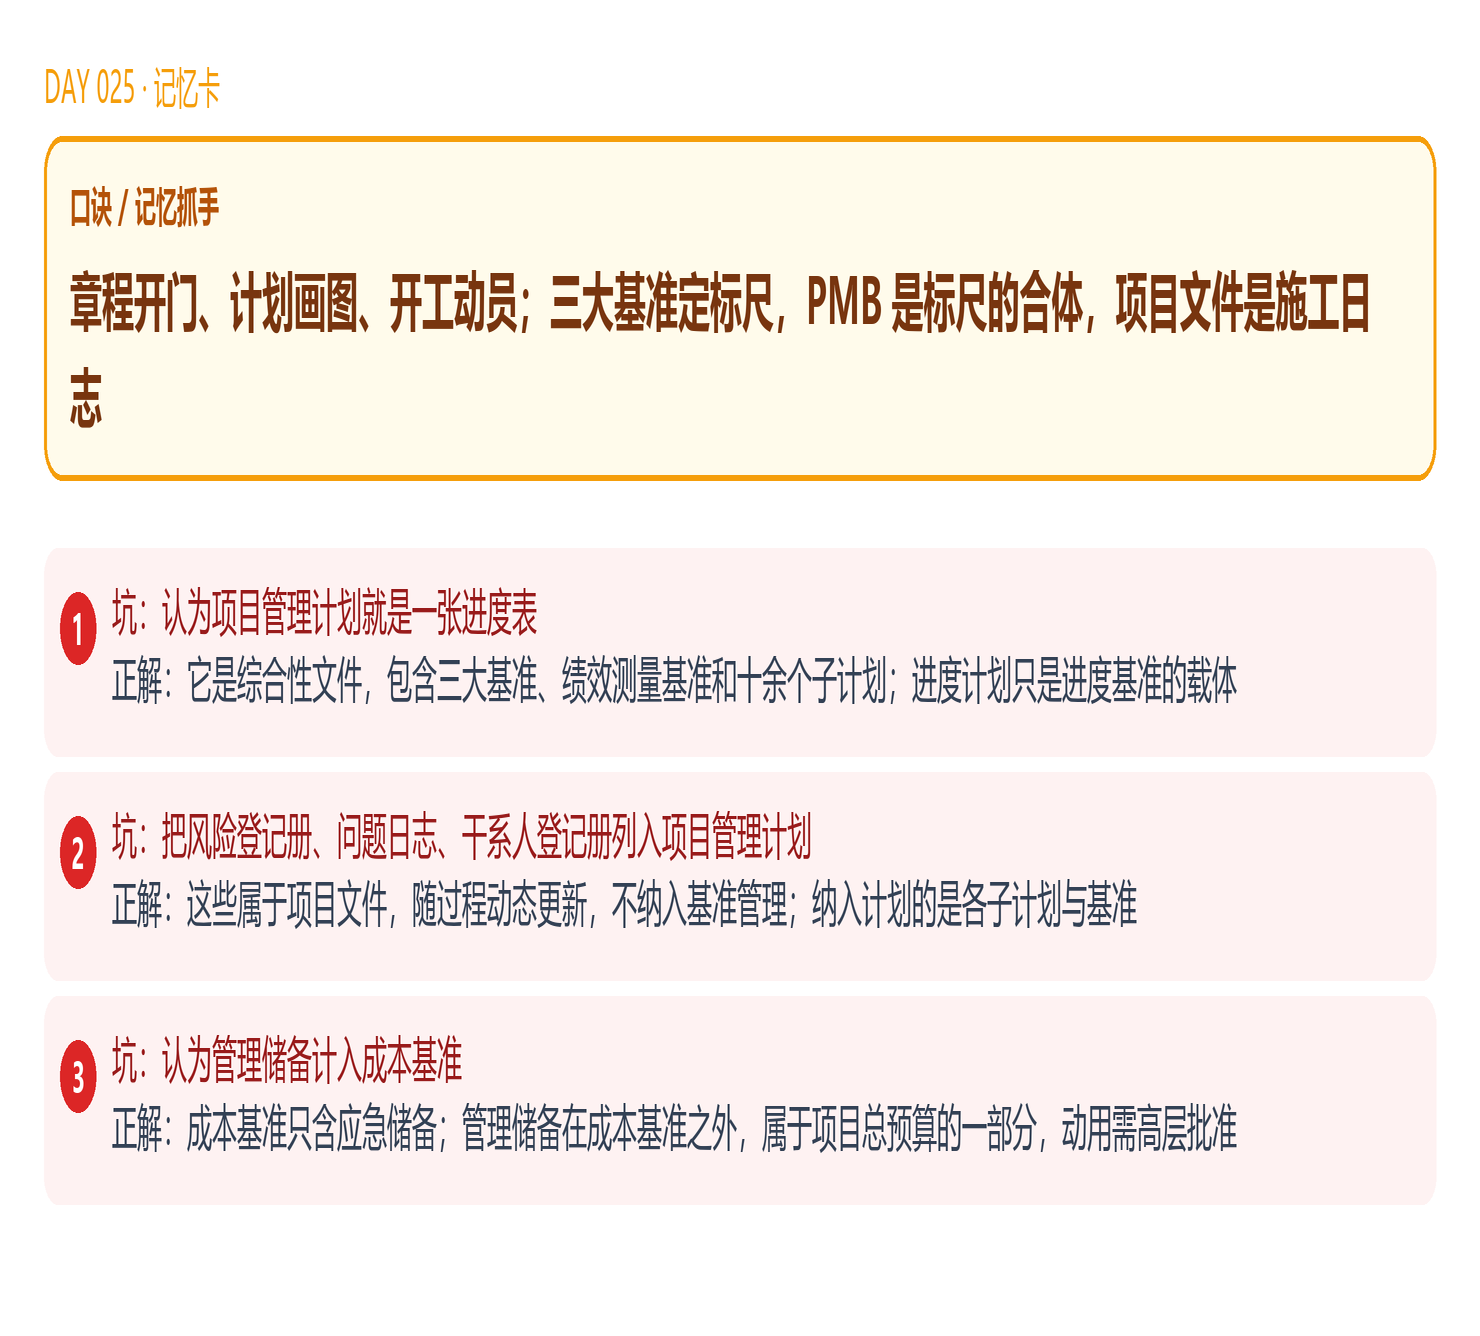 DAY 025 · 记忆卡
口诀 / 记忆抓手
章程开门、计划画图、开工动员；三大基准定标尺，PMB 是标尺的合体，项目文件是施工日
志
1
坑：认为项目管理计划就是一张进度表
正解：它是综合性文件，包含三大基准、绩效测量基准和十余个子计划；进度计划只是进度基准的载体
2
坑：把风险登记册、问题日志、干系人登记册列入项目管理计划
正解：这些属于项目文件，随过程动态更新，不纳入基准管理；纳入计划的是各子计划与基准
3
坑：认为管理储备计入成本基准
正解：成本基准只含应急储备；管理储备在成本基准之外，属于项目总预算的一部分，动用需高层批准